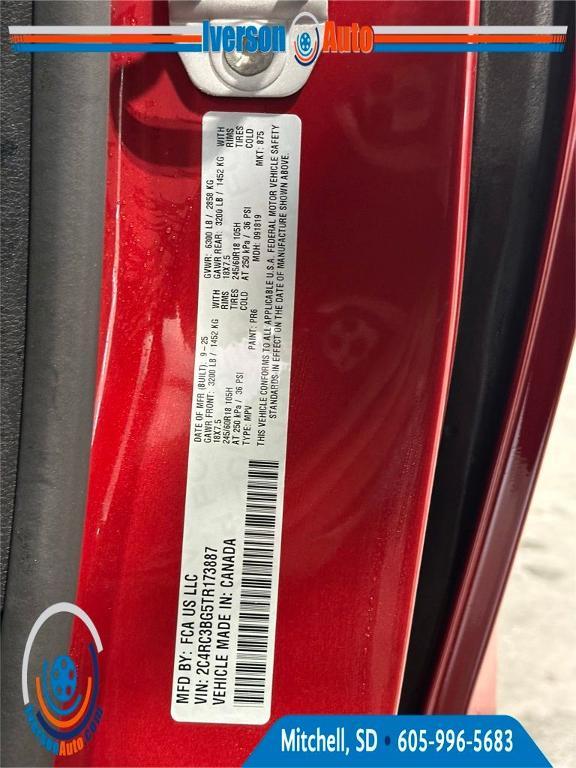 Iverson Auto
MFD BY: FCA US LLC
VIN: 2C4RC3BG5TR173887
VEHICLE MADE IN: CANADA
DATE OF MFR (BUILT): 9-25
GAWR FRONT: 3200 LB / 1452 KG WITH
18X7.5 RIMS
245/60R18 105H TIRES
AT 250 kPa / 36 PSI COLD
TYPE: MPV PAINT: PR6
GVWR: 6300 LB / 2858 KG
GAWR REAR: 3200 LB / 1452 KG WITH
18X7.5 RIMS
245/60R18 105H TIRES
AT 250 kPa / 36 PSI COLD
MDH: 091819 MKT: 875
THIS VEHICLE CONFORMS TO ALL APPLICABLE U.S.A. FEDERAL MOTOR VEHICLE SAFETY
STANDARDS IN EFFECT ON THE DATE OF MANUFACTURE SHOWN ABOVE.
IversonAuto.com
Mitchell, SD • 605-996-5683